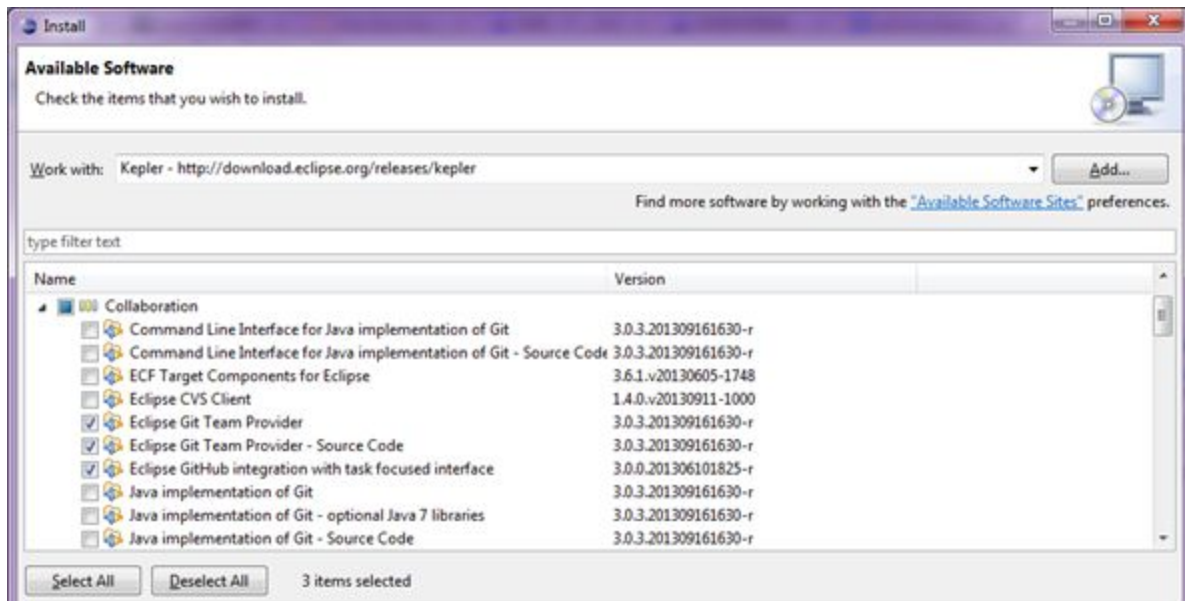 Install
Available Software
Check the items that you wish to install.
Work with: Kepler - http://download.eclipse.org/releases/kepler Add...
Find more software by working with the "Available Software Sites" preferences.
type filter text
Name Version
Collaboration
Command Line Interface for Java implementation of Git 3.0.3.201309161630-r
Command Line Interface for Java implementation of Git - Source Code 3.0.3.201309161630-r
ECF Target Components for Eclipse 3.6.1.v20130605-1748
Eclipse CVS Client 1.4.0.v20130911-1000
Eclipse Git Team Provider 3.0.3.201309161630-r
Eclipse Git Team Provider - Source Code 3.0.3.201309161630-r
Eclipse GitHub integration with task focused interface 3.0.0.201306101825-r
Java implementation of Git 3.0.3.201309161630-r
Java implementation of Git - optional Java 7 libraries 3.0.3.201309161630-r
Java implementation of Git - Source Code 3.0.3.201309161630-r
Select All Deselect All 3 items selected